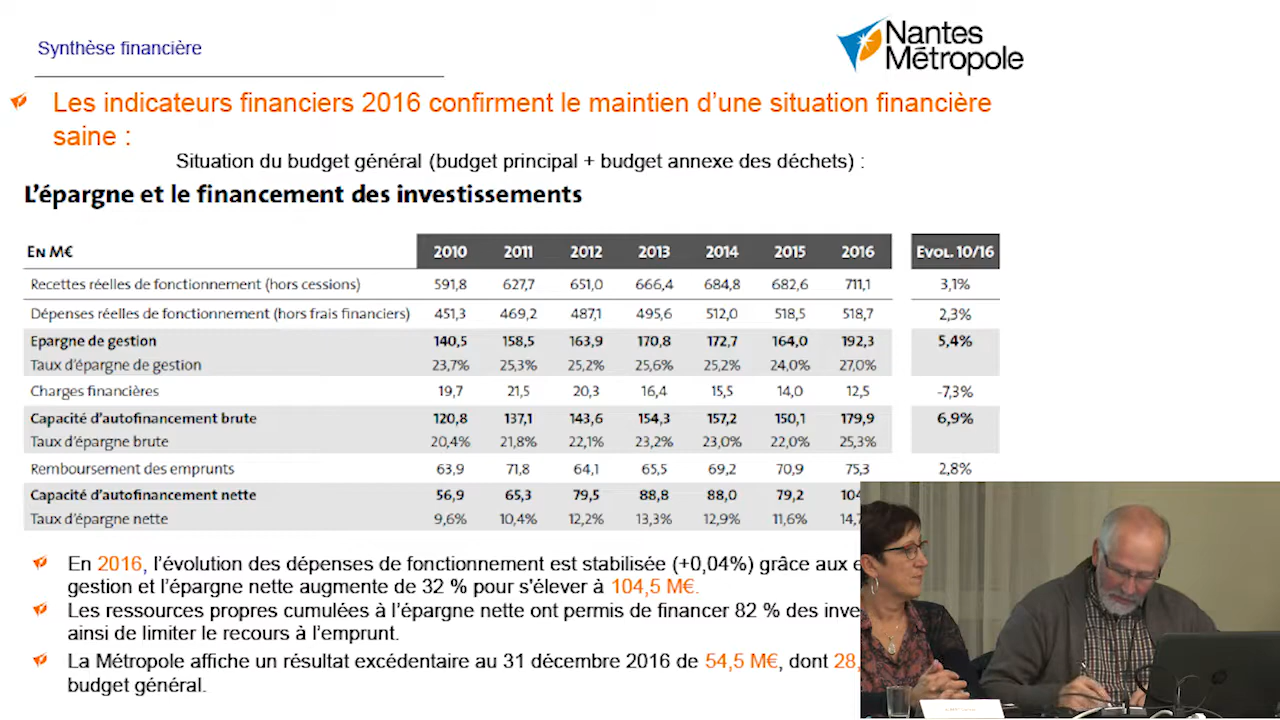 Synthèse financière
Nantes
Métropole
Les indicateurs financiers 2016 confirment le maintien d'une situation financière
saine :
Situation du budget général (budget principal + budget annexe des déchets) :
L'épargne et le financement des investissements
EN M€ 2010 2011 2012 2013 2014 2015 2016 EVOL. 10/16
Recettes réelles de fonctionnement (hors cessions) 591,8 627,7 651,0 666,4 684,8 682,6 711,1 3,1%
Dépenses réelles de fonctionnement (hors frais financiers) 451,3 469,2 487,1 495,6 512,0 518,5 518,7 2,3%
Epargne de gestion 140,5 158,5 163,9 170,8 172,7 164,0 192,3 5,4%
Taux d'épargne de gestion 23,7% 25,3% 25,2% 25,6% 25,2% 24,0% 27,0%
Charges financières 19,7 21,5 20,3 16,4 15,5 14,0 12,5 -7,3%
Capacité d'autofinancement brute 120,8 137,1 143,6 154,3 157,2 150,1 179,9 6,9%
Taux d'épargne brute 20,4% 21,8% 22,1% 23,2% 23,0% 22,0% 25,3%
Remboursement des emprunts 63,9 71,8 64,1 65,5 69,2 70,9 75,3 2,8%
Capacité d'autofinancement nette 56,9 65,3 79,5 88,8 88,0 79,2 104
Taux d'épargne nette 9,6% 10,4% 12,2% 13,3% 12,9% 11,6% 14,7
En 2016, l'évolution des dépenses de fonctionnement est stabilisée (+0,04%) grâce aux
gestion et l'épargne nette augmente de 32 % pour s'élever à 104,5 M€.
Les ressources propres cumulées à l'épargne nette ont permis de financer 82 % des
ainsi de limiter le recours à l'emprunt.
La Métropole affiche un résultat excédentaire au 31 décembre 2016 de 54,5 M€, dont 28,
budget général.